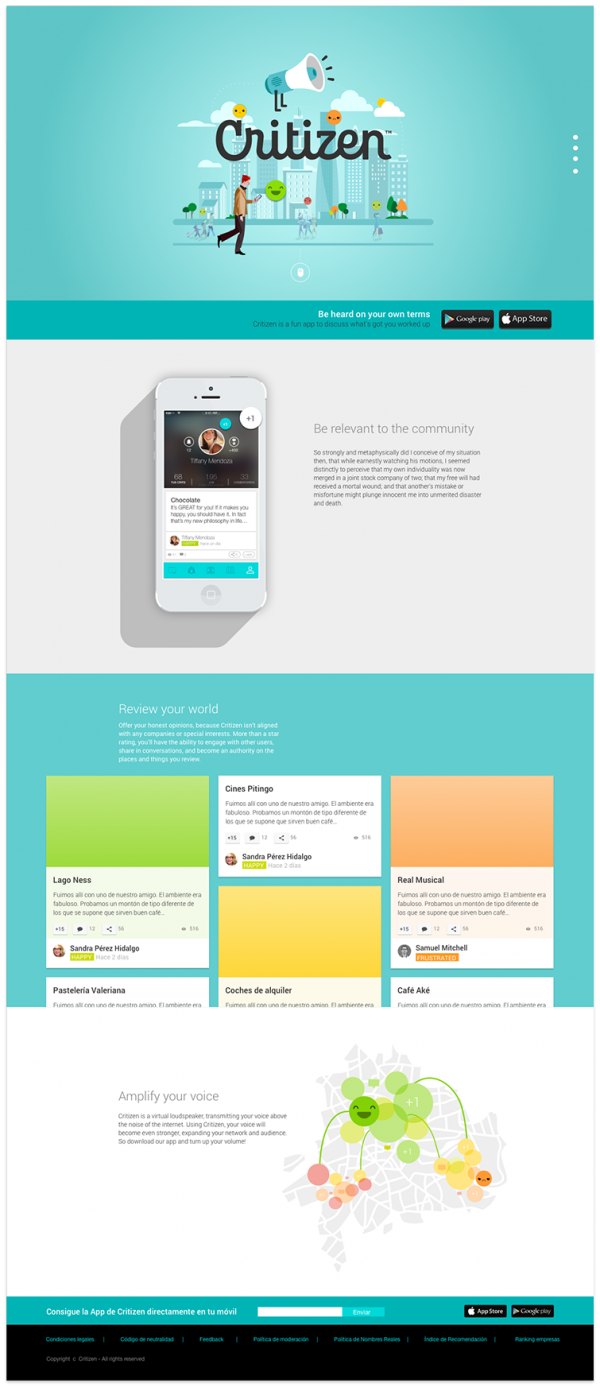 Critizen™
Be heard on your own terms
Critizen is a fun app to discuss what's got you worked up
Google play
App Store
+1
+1
12
+468
Tiffany Mendoza
68
195
33
Chocolate
It's GREAT for you! If it makes you
happy, you should have it. In fact
that's my new philosophy in life...
Tiffany Mendoza
HAPPY
Be relevant to the community
So strongly and metaphysically did I conceive of my situation
then, that while earnestly watching his motions, I seemed
distinctly to perceive that my own individuality was now
merged in a joint stock company of two; that my free will had
received a mortal wound; and that another's mistake or
misfortune might plunge innocent me into unmerited disaster
and death.
Review your world
Offer your honest opinions, because Critizen isn't aligned
with any companies or special interests. More than a star
rating, you'll have the ability to engage with other users,
share in conversations, and become an authority on the
places and things you review.
Lago Ness
Fuimos allí con uno de nuestro amigo. El ambiente era
fabuloso. Probamos un montón de tipo diferente de
los que se supone que sirven buen café...
+15 12 56 516
Sandra Pérez Hidalgo
HAPPY Hace 2 días
Pastelería Valeriana
Fuimos allí con uno de nuestro amigo. El ambiente era
Cines Pitingo
Fuimos allí con uno de nuestro amigo. El ambiente era
fabuloso. Probamos un montón de tipo diferente de
los que se supone que sirven buen café...
+15 12 56 516
Sandra Pérez Hidalgo
HAPPY Hace 2 días
Coches de alquiler
Fuimos allí con uno de nuestro amigo. El ambiente era
Real Musical
Fuimos allí con uno de nuestro amigo. El ambiente era
fabuloso. Probamos un montón de tipo diferente de
los que se supone que sirven buen café...
+15 12 56 516
Samuel Mitchell
FRUSTRATED
Café Aké
Fuimos allí con uno de nuestro amigo. El ambiente era
Amplify your voice
Critizen is a virtual loudspeaker, transmitting your voice above
the noise of the internet. Using Critizen, your voice will
become even stronger, expanding your network and audience.
So download our app and turn up your volume!
+1
+1
Consigue la App de Critizen directamente en tu móvil
Enviar
App Store
Google play
Condiciones legales | Código de neutralidad | Feedback | Política de moderación | Política de Nombres Reales | Índice de Recomendación | Ranking empresas
Copyright c Critizen - All rights reserved